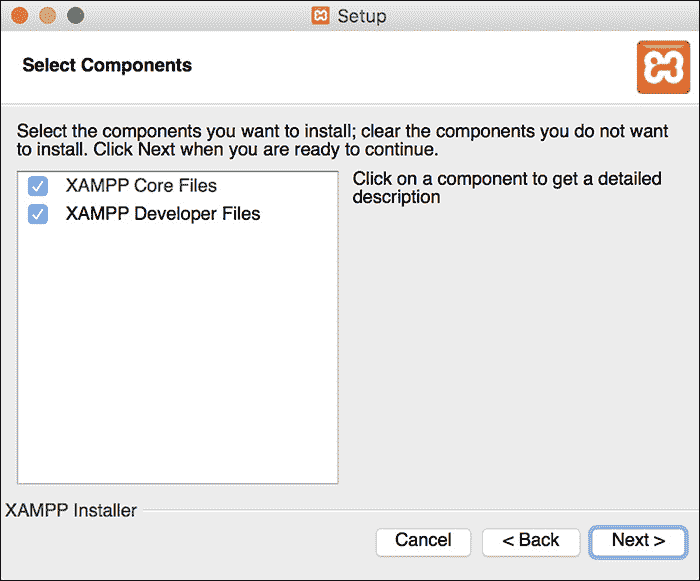 Setup
Select Components
Select the components you want to install; clear the components you do not want
to install. Click Next when you are ready to continue.
XAMPP Core Files
XAMPP Developer Files
Click on a component to get a detailed
description
XAMPP Installer
Cancel
< Back
Next >